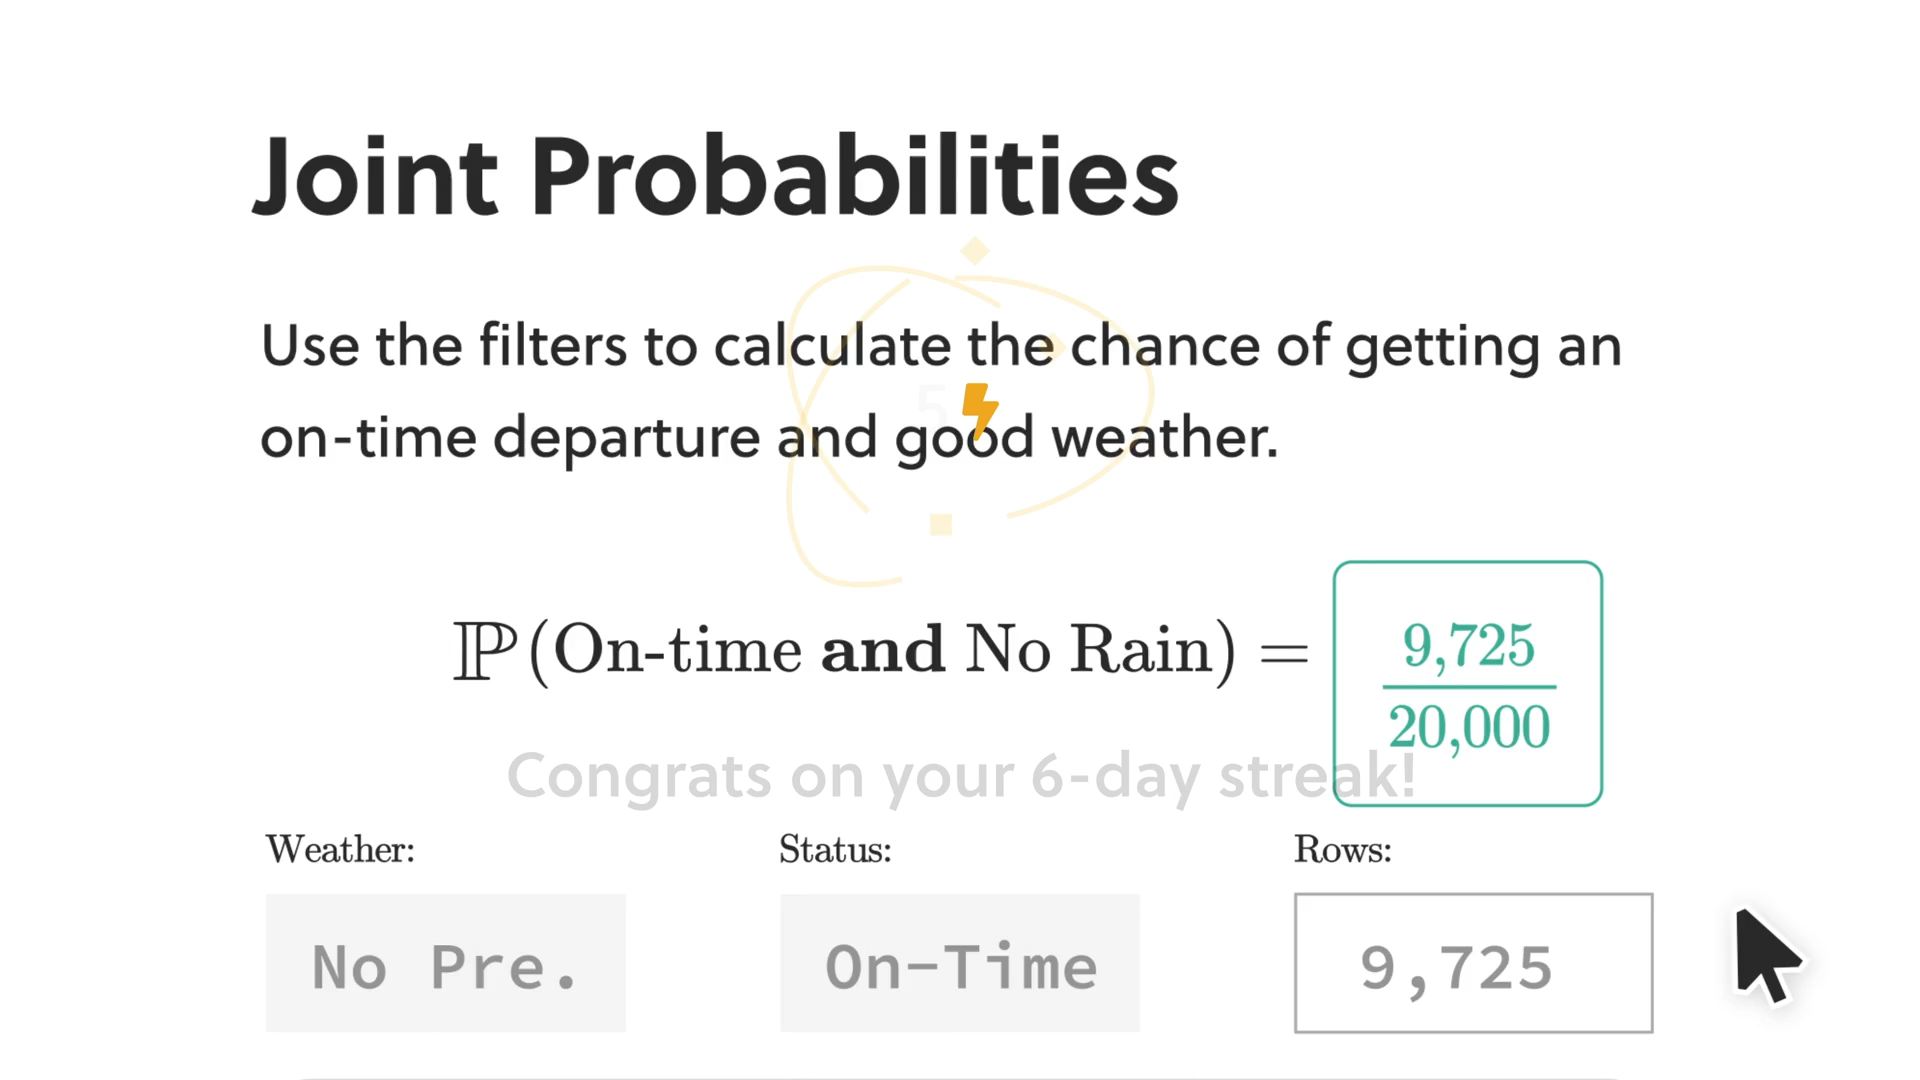 Joint Probabilities
Use the filters to calculate the chance of getting an
on-time departure and good weather.
5
ℙ(On-time and No Rain) = 9,725/20,000
Congrats on your 6-day streak!
Weather: Status: Rows:
No Pre. On-Time 9,725